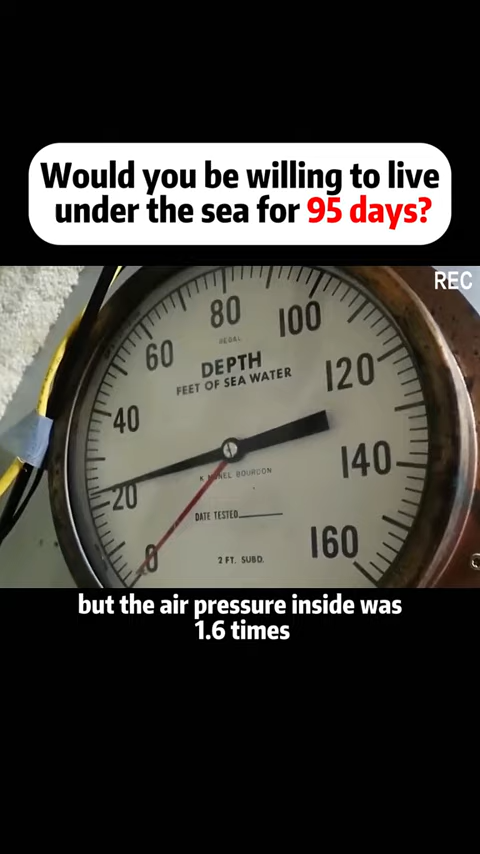 Would you be willing to live
under the sea for 95 days?
REC
80
100
REGAL
60
DEPTH
FEET OF SEA WATER
120
40
140
20
DATE TESTED
0
2 FT. SUBD.
160
but the air pressure inside was
1.6 times